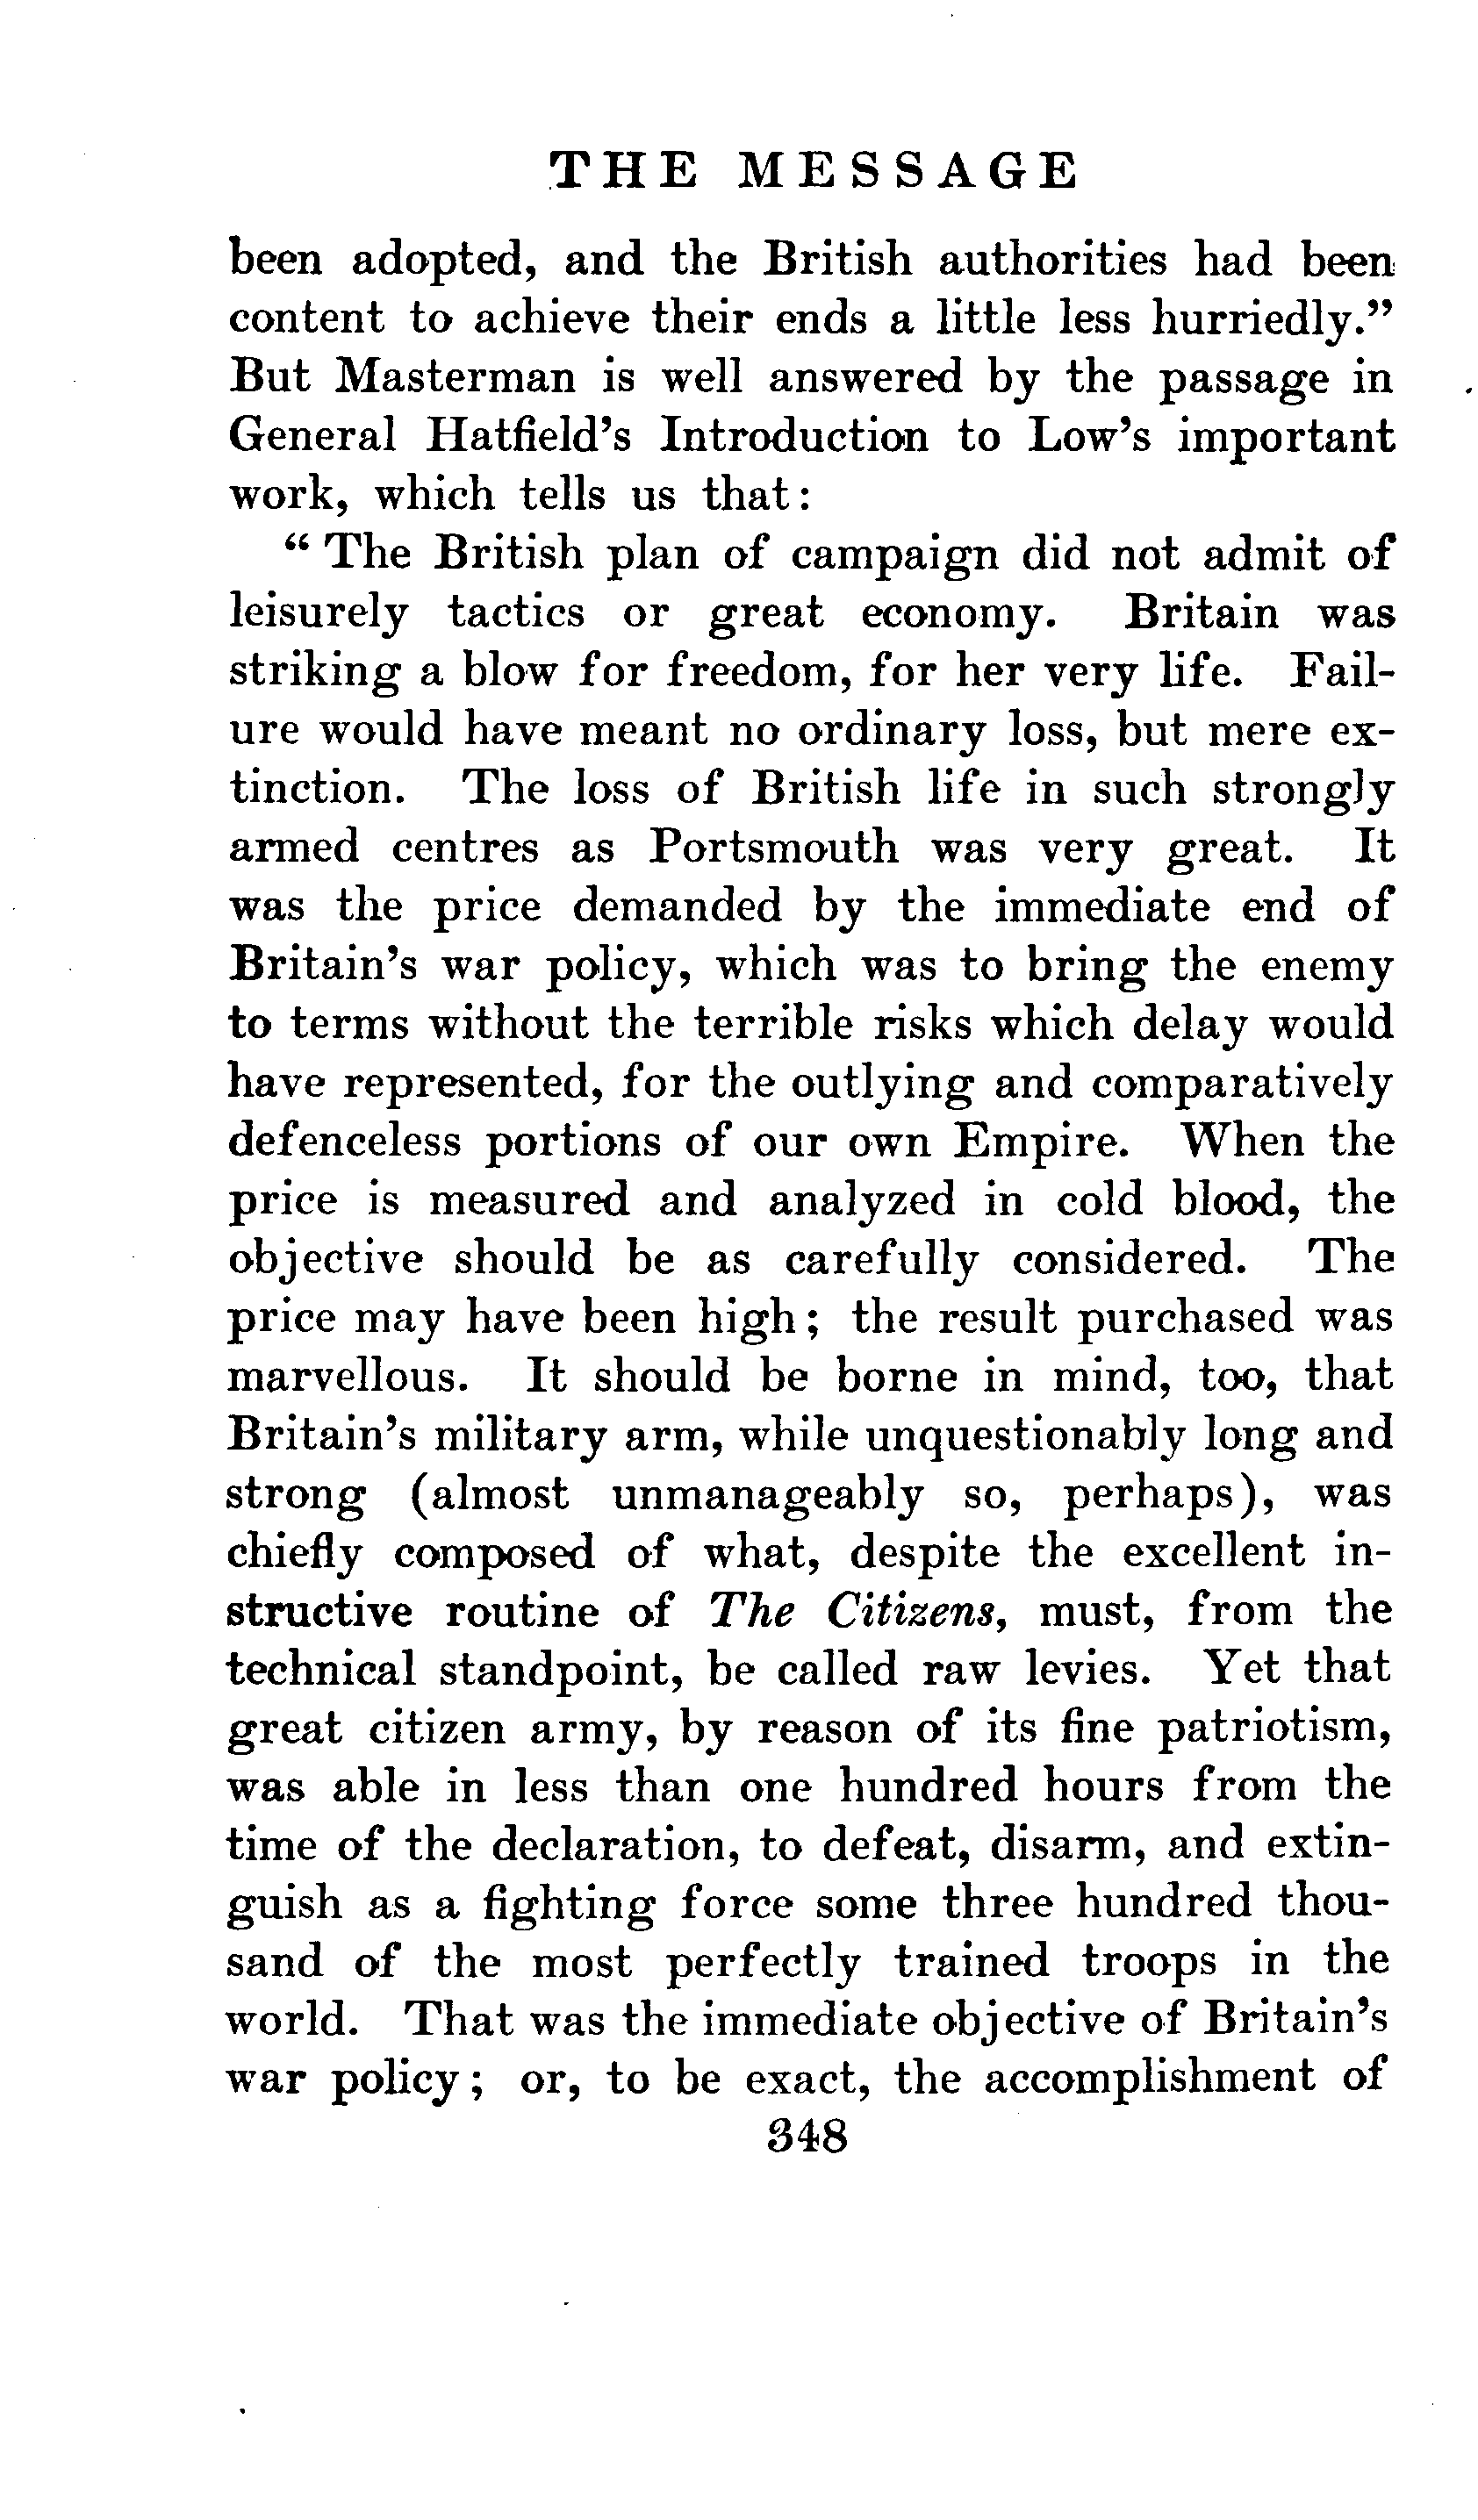 THE MESSAGE
been adopted, and the British authorities had been
content to achieve their ends a little less hurriedly.”
But Masterman is well answered by the passage in
General Hatfield’s Introduction to Low’s important
work, which tells us that:
“ The British plan of campaign did not admit of
leisurely tactics or great economy. Britain was
striking a blow for freedom, for her very life. Fail-
ure would have meant no ordinary loss, but mere ex-
tinction. The loss of British life in such strongly
armed centres as Portsmouth was very great. It
was the price demanded by the immediate end of
Britain’s war policy, which was to bring the enemy
to terms without the terrible risks which delay would
have represented, for the outlying and comparatively
defenceless portions of our own Empire. When the
price is measured and analyzed in cold blood, the
objective should be as carefully considered. The
price may have been high; the result purchased was
marvellous. It should be borne in mind, too, that
Britain’s military arm, while unquestionably long and
strong (almost unmanageably so, perhaps), was
chiefly composed of what, despite the excellent in-
structive routine of The Citizens, must, from the
technical standpoint, be called raw levies. Yet that
great citizen army, by reason of its fine patriotism,
was able in less than one hundred hours from the
time of the declaration, to defeat, disarm, and extin-
guish as a fighting force some three hundred thou-
sand of the most perfectly trained troops in the
world. That was the immediate objective of Britain’s
war policy; or, to be exact, the accomplishment of
348